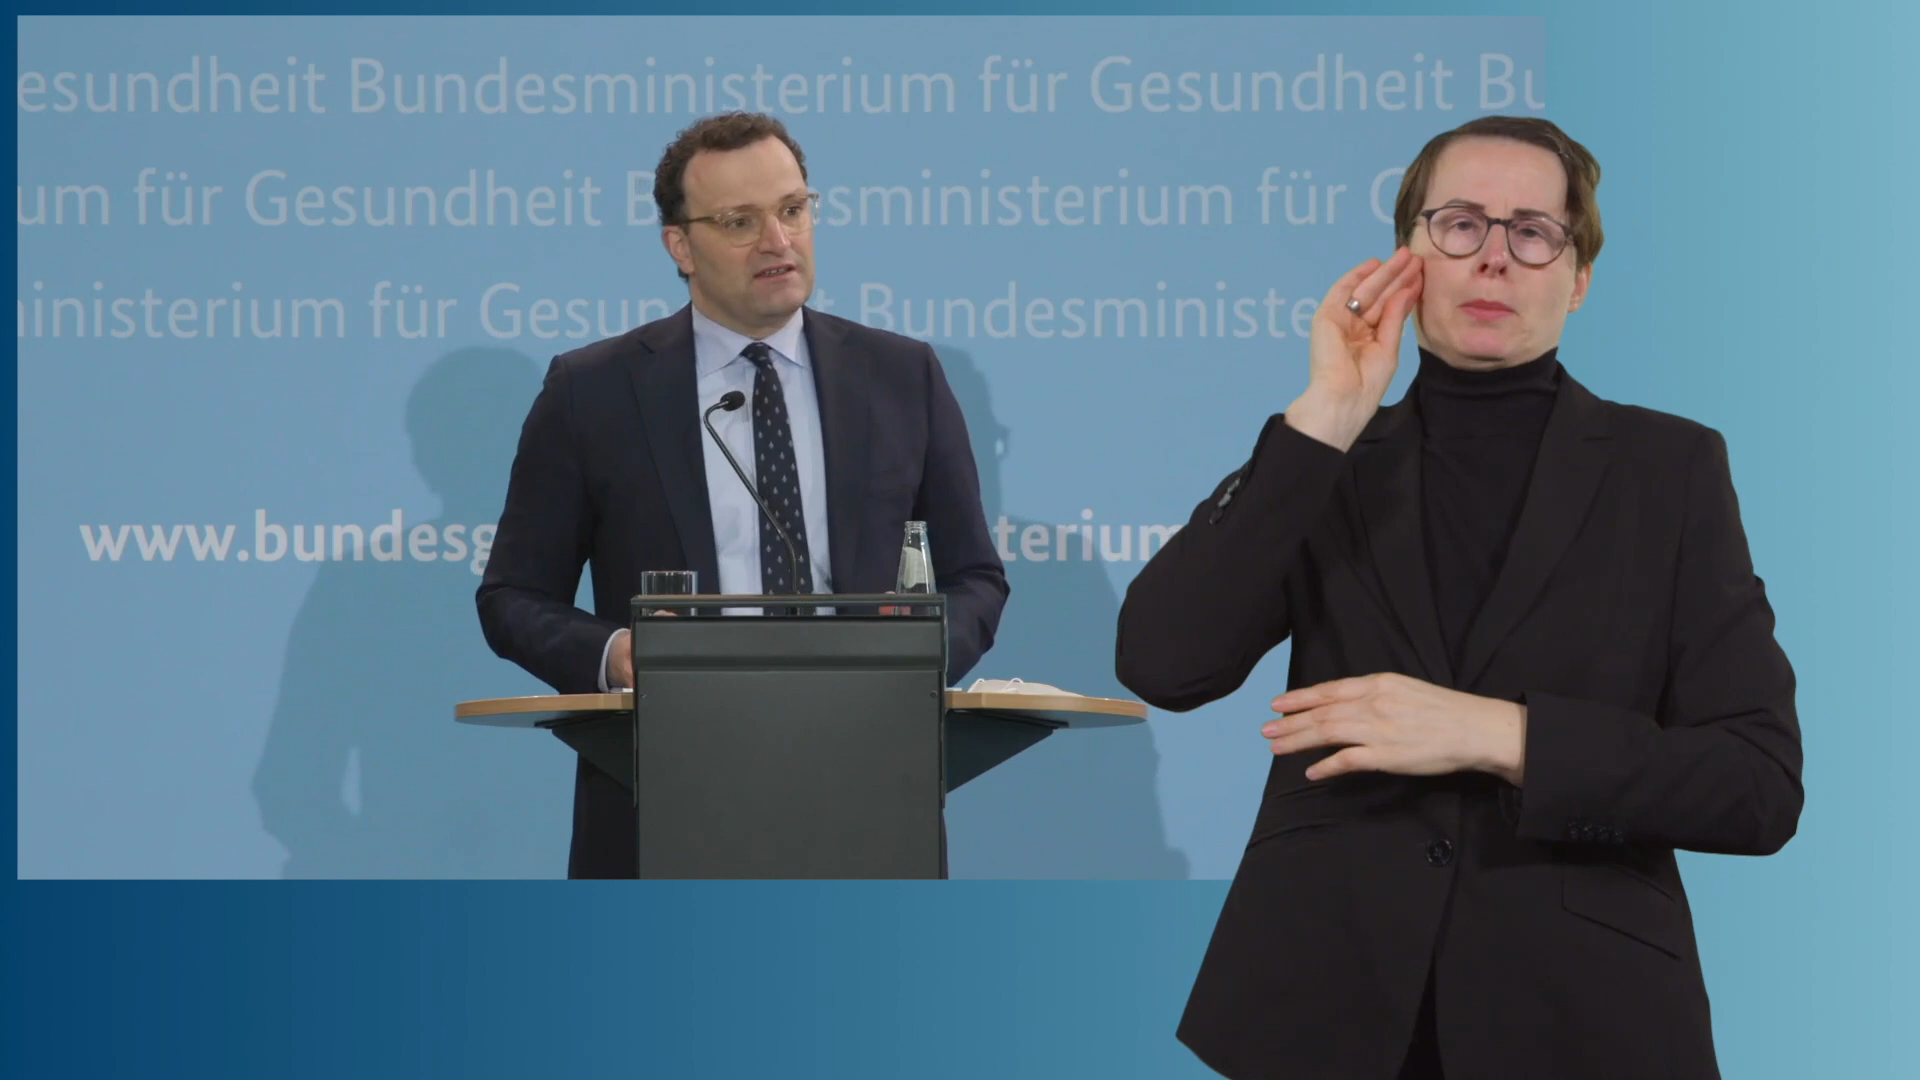 esundheit Bundesministerium für Gesundheit Bu
um für Gesundheit B sministerium für G
inisterium für Gesun t Bundesministe
www.bundesg terium